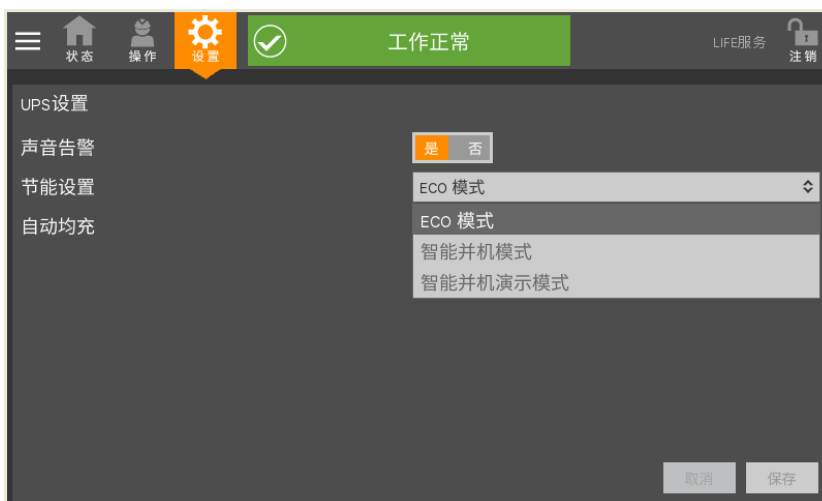 状态 操作 设置 工作正常 LIFE服务 注销
UPS设置
声音告警 是 否
节能设置 ECO 模式
自动均充 ECO 模式
智能并机模式
智能并机演示模式
取消 保存